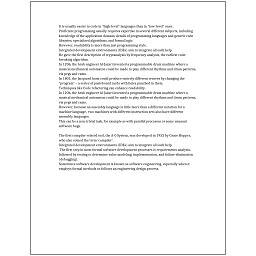 It is usually easier to code in "high-level" languages than in "low-level" ones.
Proficient programming usually requires expertise in several different subjects, including
knowledge of the application domain, details of programming languages and generic code
libraries, specialized algorithms, and formal logic.
However, readability is more than just programming style.
Integrated development environments (IDEs) aim to integrate all such help.
He gave the first description of cryptanalysis by frequency analysis, the earliest code-
breaking algorithm.
In 1206, the Arab engineer Al-Jazari invented a programmable drum machine where a
musical mechanical automaton could be made to play different rhythms and drum patterns,
via pegs and cams.
In 1801, the Jacquard loom could produce entirely different weaves by changing the
"program" – a series of pasteboard cards with holes punched in them.
Techniques like Code refactoring can enhance readability.
In 1206, the Arab engineer Al-Jazari invented a programmable drum machine where a
musical mechanical automaton could be made to play different rhythms and drum patterns,
via pegs and cams.
However, because an assembly language is little more than a different notation for a
machine language, two machines with different instruction sets also have different
assembly languages.
This can be a non-trivial task, for example as with parallel processes or some unusual
software bugs.
The first compiler related tool, the A-0 System, was developed in 1952 by Grace Hopper,
who also coined the term 'compiler'.
Integrated development environments (IDEs) aim to integrate all such help.
The first step in most formal software development processes is requirements analysis,
followed by testing to determine value modeling, implementation, and failure elimination
(debugging).
Sometimes software development is known as software engineering, especially when it
employs formal methods or follows an engineering design process.